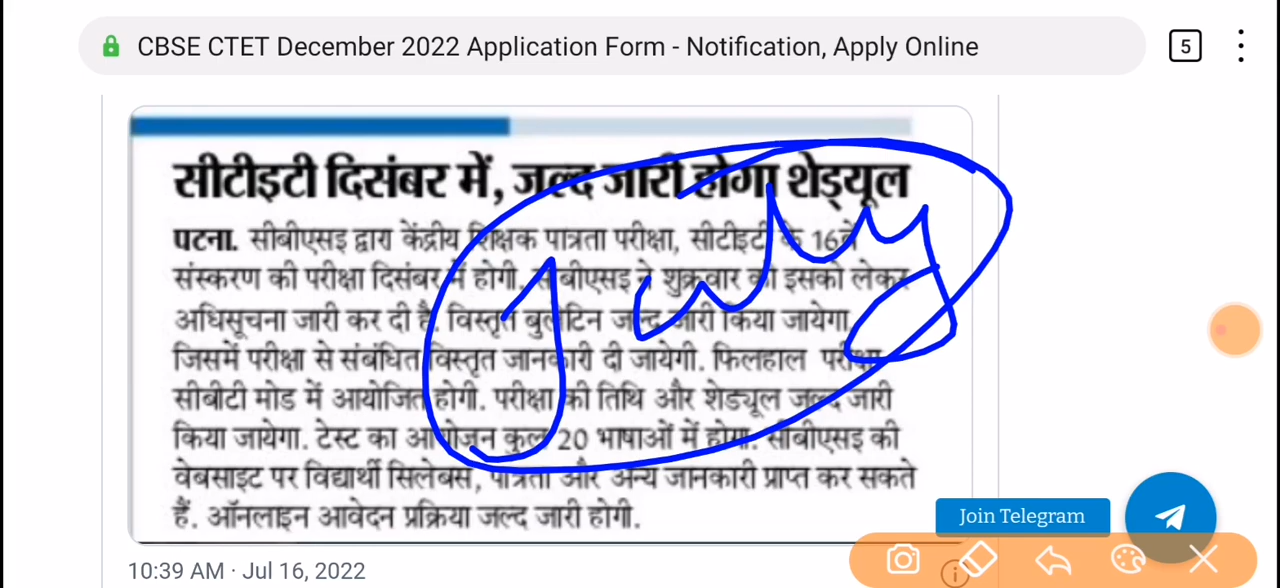 CBSE CTET December 2022 Application Form - Notification, Apply Online
5
सीटीइटी दिसंबर में, जल्द जारी होगा शेड्यूल
पटना. सीबीएसइ द्वारा केंद्रीय शिक्षक पात्रता परीक्षा, सीटीइटी के 16वें
संस्करण की परीक्षा दिसंबर में होगी. सीबीएसइ ने शुक्रवार को इसको लेकर
अधिसूचना जारी कर दी है. विस्तृत बुलेटिन जल्द जारी किया जायेगा,
जिसमें परीक्षा से संबंधित विस्तृत जानकारी दी जायेगी. फिलहाल परीक्षा
सीबीटी मोड में आयोजित होगी. परीक्षा की तिथि और शेड्यूल जल्द जारी
किया जायेगा. टेस्ट का आयोजन कुल 20 भाषाओं में होगा. सीबीएसइ की
वेबसाइट पर विद्यार्थी सिलेबस, पात्रता और अन्य जानकारी प्राप्त कर सकते
हैं. ऑनलाइन आवेदन प्रक्रिया जल्द जारी होगी.
Join Telegram
10:39 AM · Jul 16, 2022